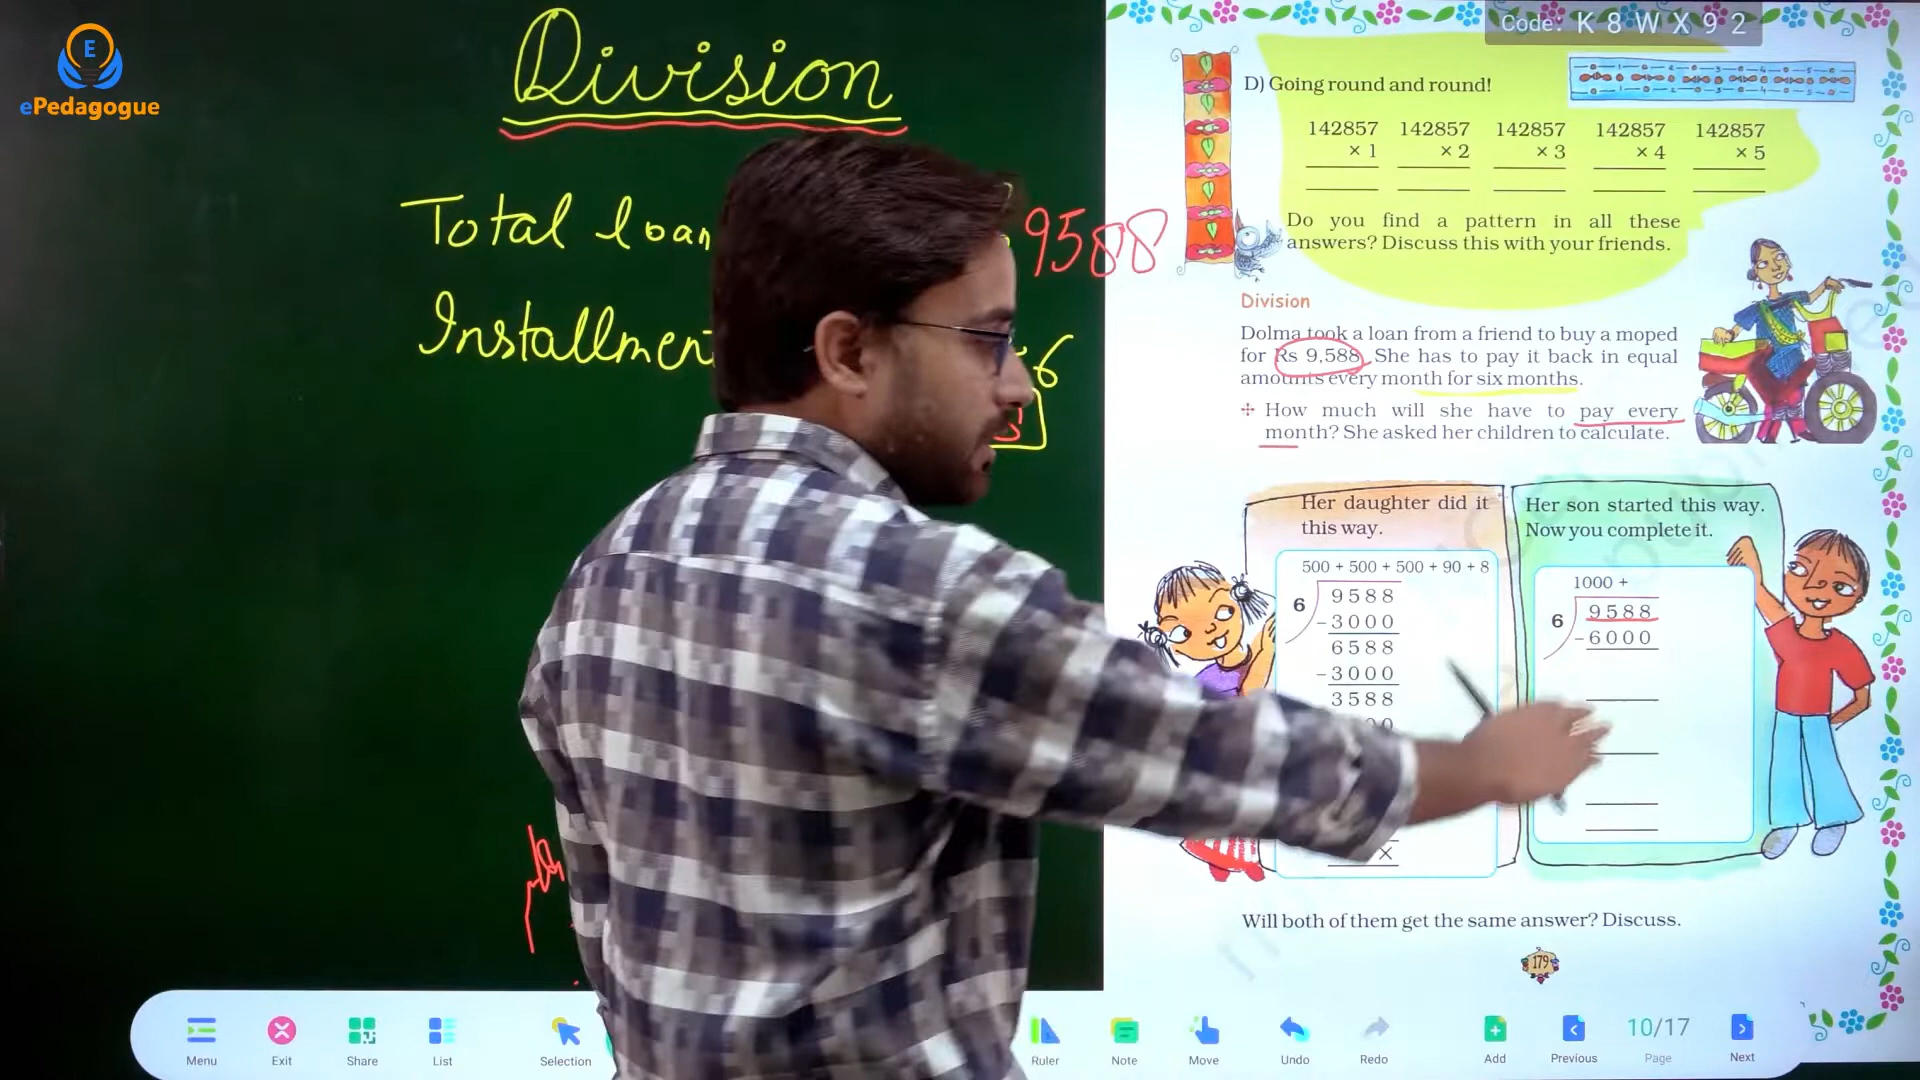 E
ePedagogue
Division
Total loan
9588
Installment
6
Code: K 8 W X 9 2
D) Going round and round!
142857 142857 142857 142857 142857
× 1 × 2 × 3 × 4 × 5
Do you find a pattern in all these
answers? Discuss this with your friends.
Division
Dolma took a loan from a friend to buy a moped
for Rs 9,588. She has to pay it back in equal
amounts every month for six months.
How much will she have to pay every
month? She asked her children to calculate.
Her daughter did it
this way.
500 + 500 + 500 + 90 + 8
6 9588
–3000
6588
–3000
3588
00
×
Her son started this way.
Now you complete it.
1000 +
6 9588
–6000
Will both of them get the same answer? Discuss.
179
Menu Exit Share List Selection Ruler Note Move Undo Redo Add Previous 10/17 Page Next